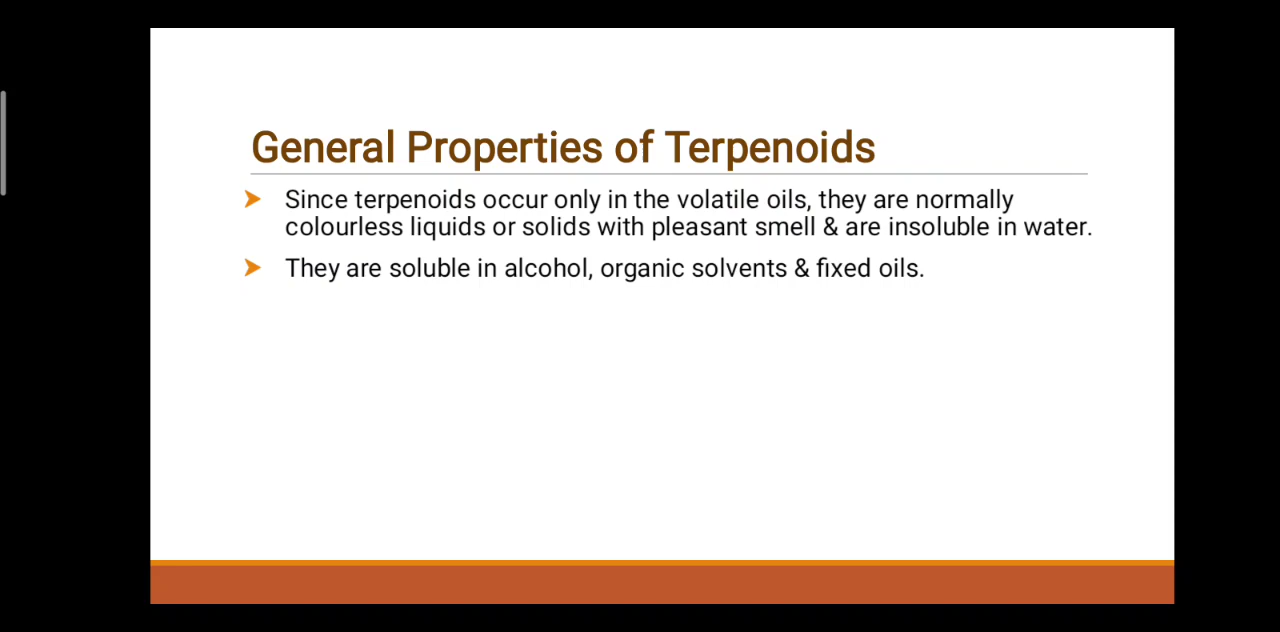 General Properties of Terpenoids
Since terpenoids occur only in the volatile oils, they are normally
colourless liquids or solids with pleasant smell & are insoluble in water.
They are soluble in alcohol, organic solvents & fixed oils.